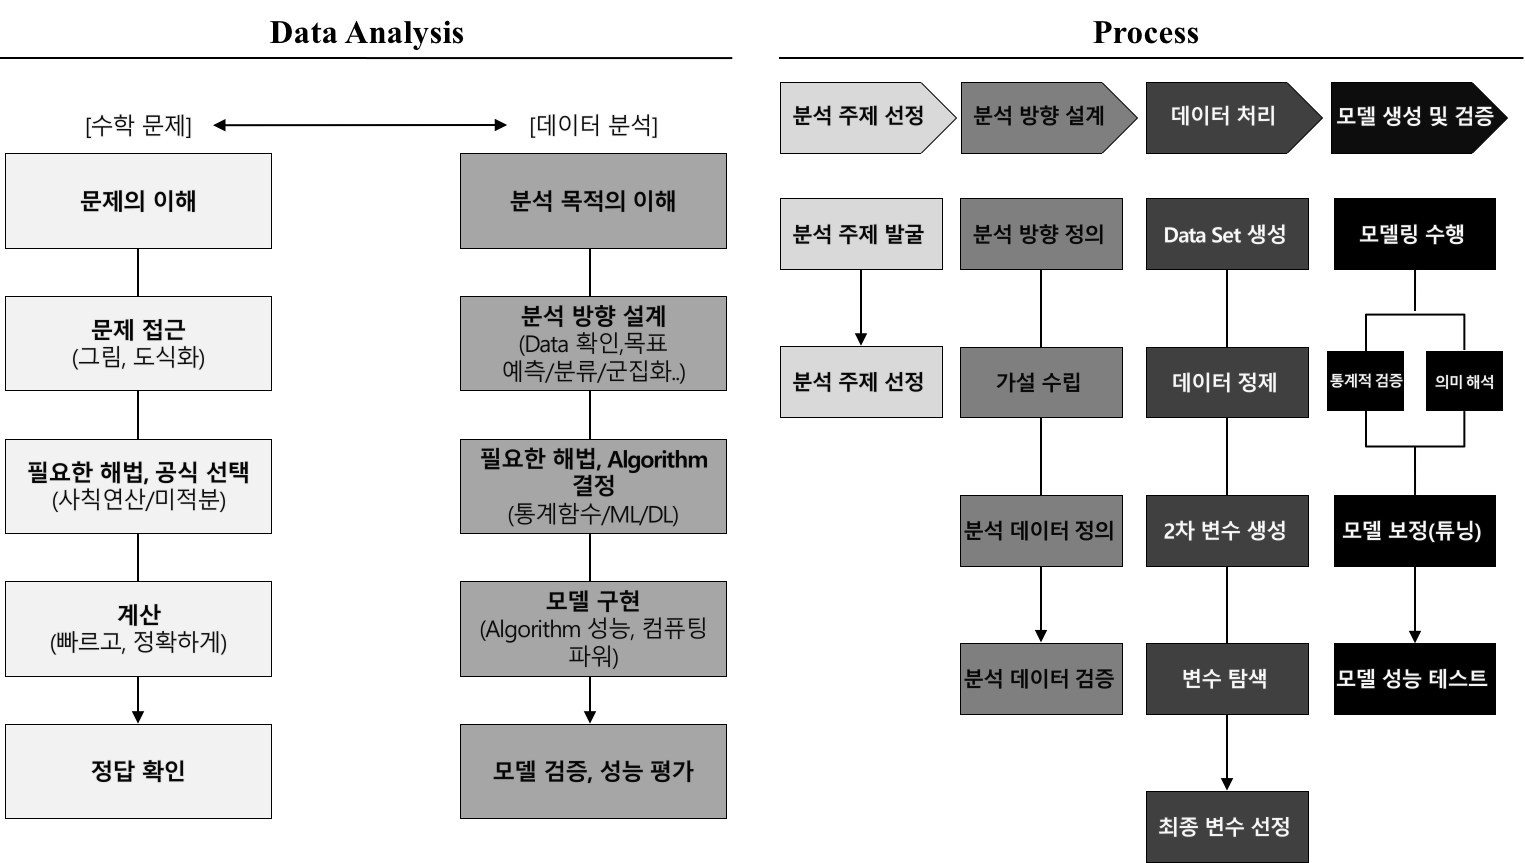 Data Analysis
[수학 문제]
[데이터 분석]
문제의 이해
분석 목적의 이해
문제 접근
(그림, 도식화)
분석 방향 설계
(Data 확인,목표
예측/분류/군집화..)
필요한 해법, 공식 선택
(사칙연산/미적분)
필요한 해법, Algorithm
결정
(통계함수/ML/DL)
계산
(빠르고, 정확하게)
모델 구현
(Algorithm 성능, 컴퓨팅
파워)
정답 확인
모델 검증, 성능 평가
Process
분석 주제 선정
분석 방향 설계
데이터 처리
모델 생성 및 검증
분석 주제 발굴
분석 방향 정의
Data Set 생성
모델링 수행
분석 주제 선정
가설 수립
데이터 정제
통계적 검증
의미 해석
분석 데이터 정의
2차 변수 생성
모델 보정(튜닝)
분석 데이터 검증
변수 탐색
모델 성능 테스트
최종 변수 선정